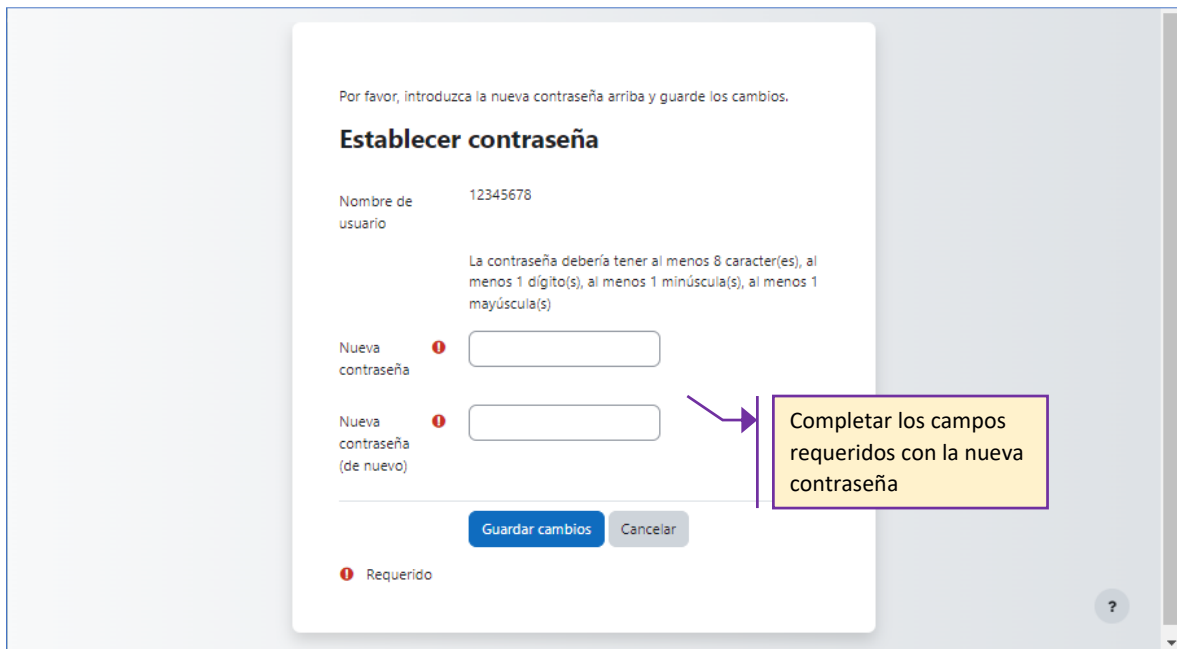 Por favor, introduzca la nueva contraseña arriba y guarde los cambios.
Establecer contraseña
Nombre de
usuario
12345678
La contraseña debería tener al menos 8 caracter(es), al
menos 1 dígito(s), al menos 1 minúscula(s), al menos 1
mayúscula(s)
Nueva
contraseña
Nueva
contraseña
(de nuevo)
Completar los campos
requeridos con la nueva
contraseña
Guardar cambios
Cancelar
Requerido
?